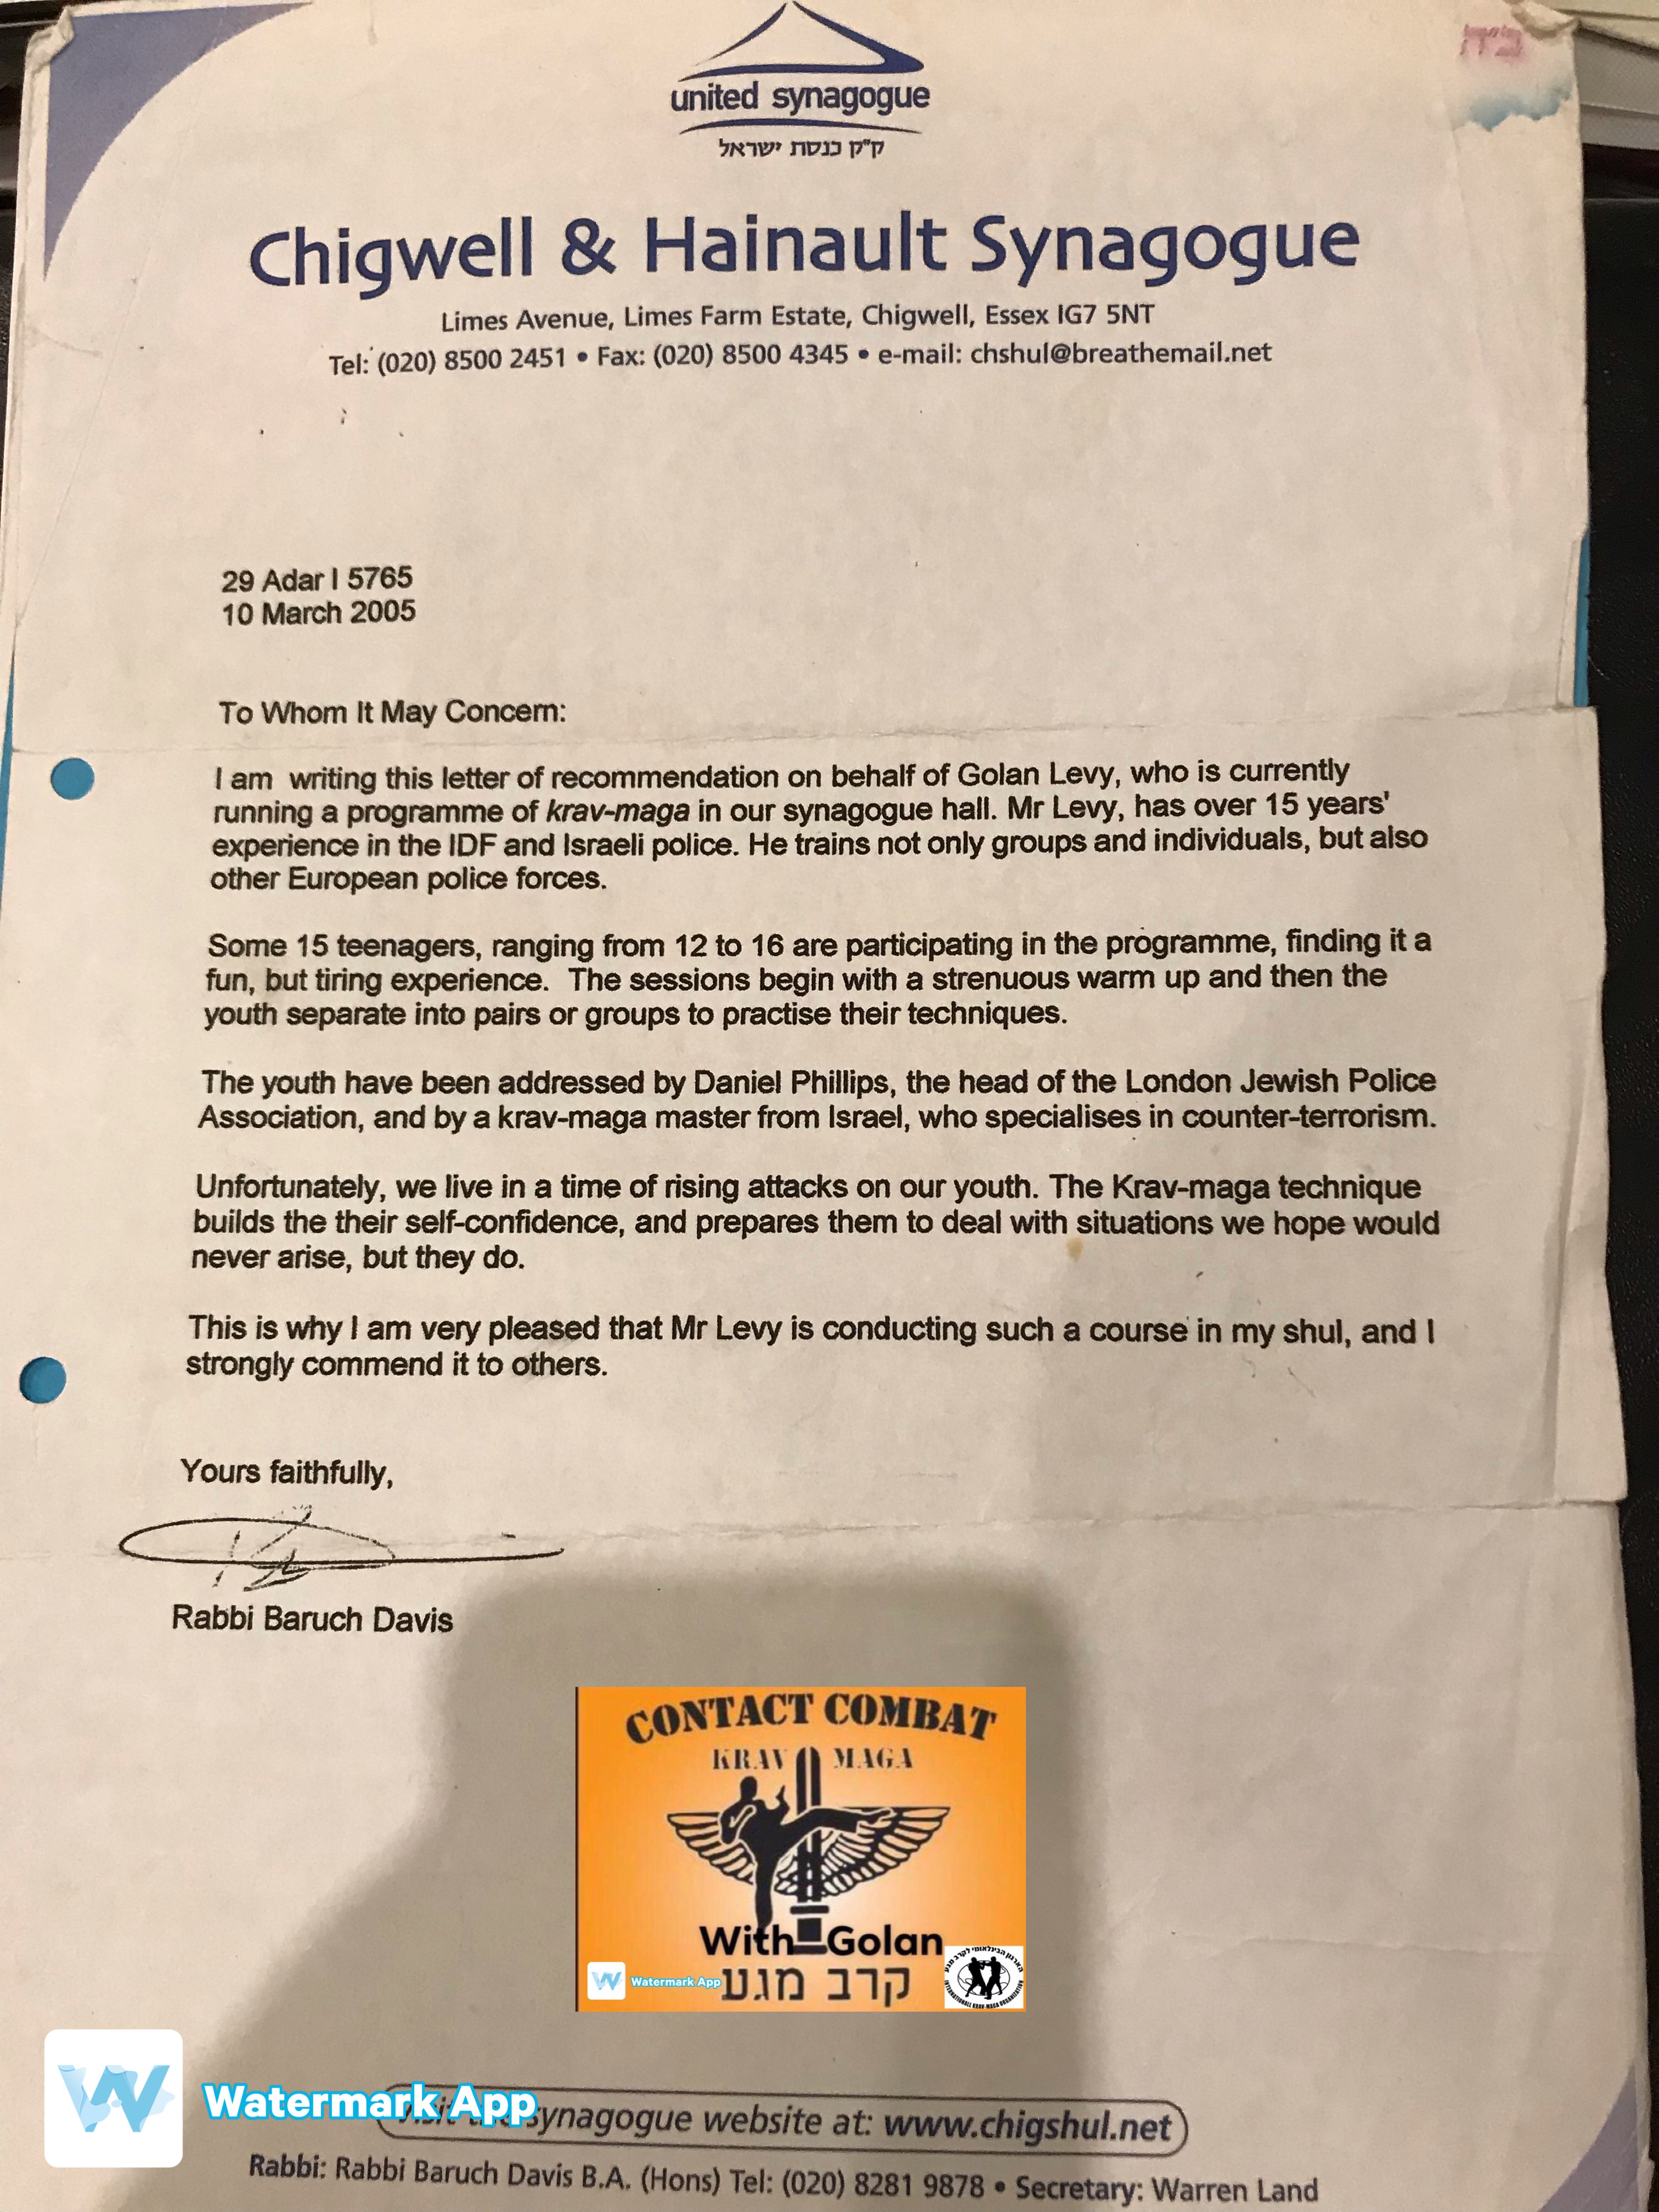 united synagogue
ק"ק כנסת ישראל
Chigwell & Hainault Synagogue
Limes Avenue, Limes Farm Estate, Chigwell, Essex IG7 5NT
Tel: (020) 8500 2451 • Fax: (020) 8500 4345 • e-mail: chshul@breathemail.net
29 Adar I 5765
10 March 2005
To Whom It May Concern:
I am writing this letter of recommendation on behalf of Golan Levy, who is currently
running a programme of krav-maga in our synagogue hall. Mr Levy, has over 15 years'
experience in the IDF and Israeli police. He trains not only groups and individuals, but also
other European police forces.
Some 15 teenagers, ranging from 12 to 16 are participating in the programme, finding it a
fun, but tiring experience. The sessions begin with a strenuous warm up and then the
youth separate into pairs or groups to practise their techniques.
The youth have been addressed by Daniel Phillips, the head of the London Jewish Police
Association, and by a krav-maga master from Israel, who specialises in counter-terrorism.
Unfortunately, we live in a time of rising attacks on our youth. The Krav-maga technique
builds the their self-confidence, and prepares them to deal with situations we hope would
never arise, but they do.
This is why I am very pleased that Mr Levy is conducting such a course in my shul, and I
strongly commend it to others.
Yours faithfully,
Rabbi Baruch Davis
CONTACT COMBAT
KRAV MAGA
With Golan
קרב מגע
Watermark App
הארגון הבינלאומי לקרב מגע
INTERNATIONAL KRAV-MAGA ORGANIZATION
Watermark App
synagogue website at: www.chigshul.net
Rabbi: Rabbi Baruch Davis B.A. (Hons) Tel: (020) 8281 9878 • Secretary: Warren Land